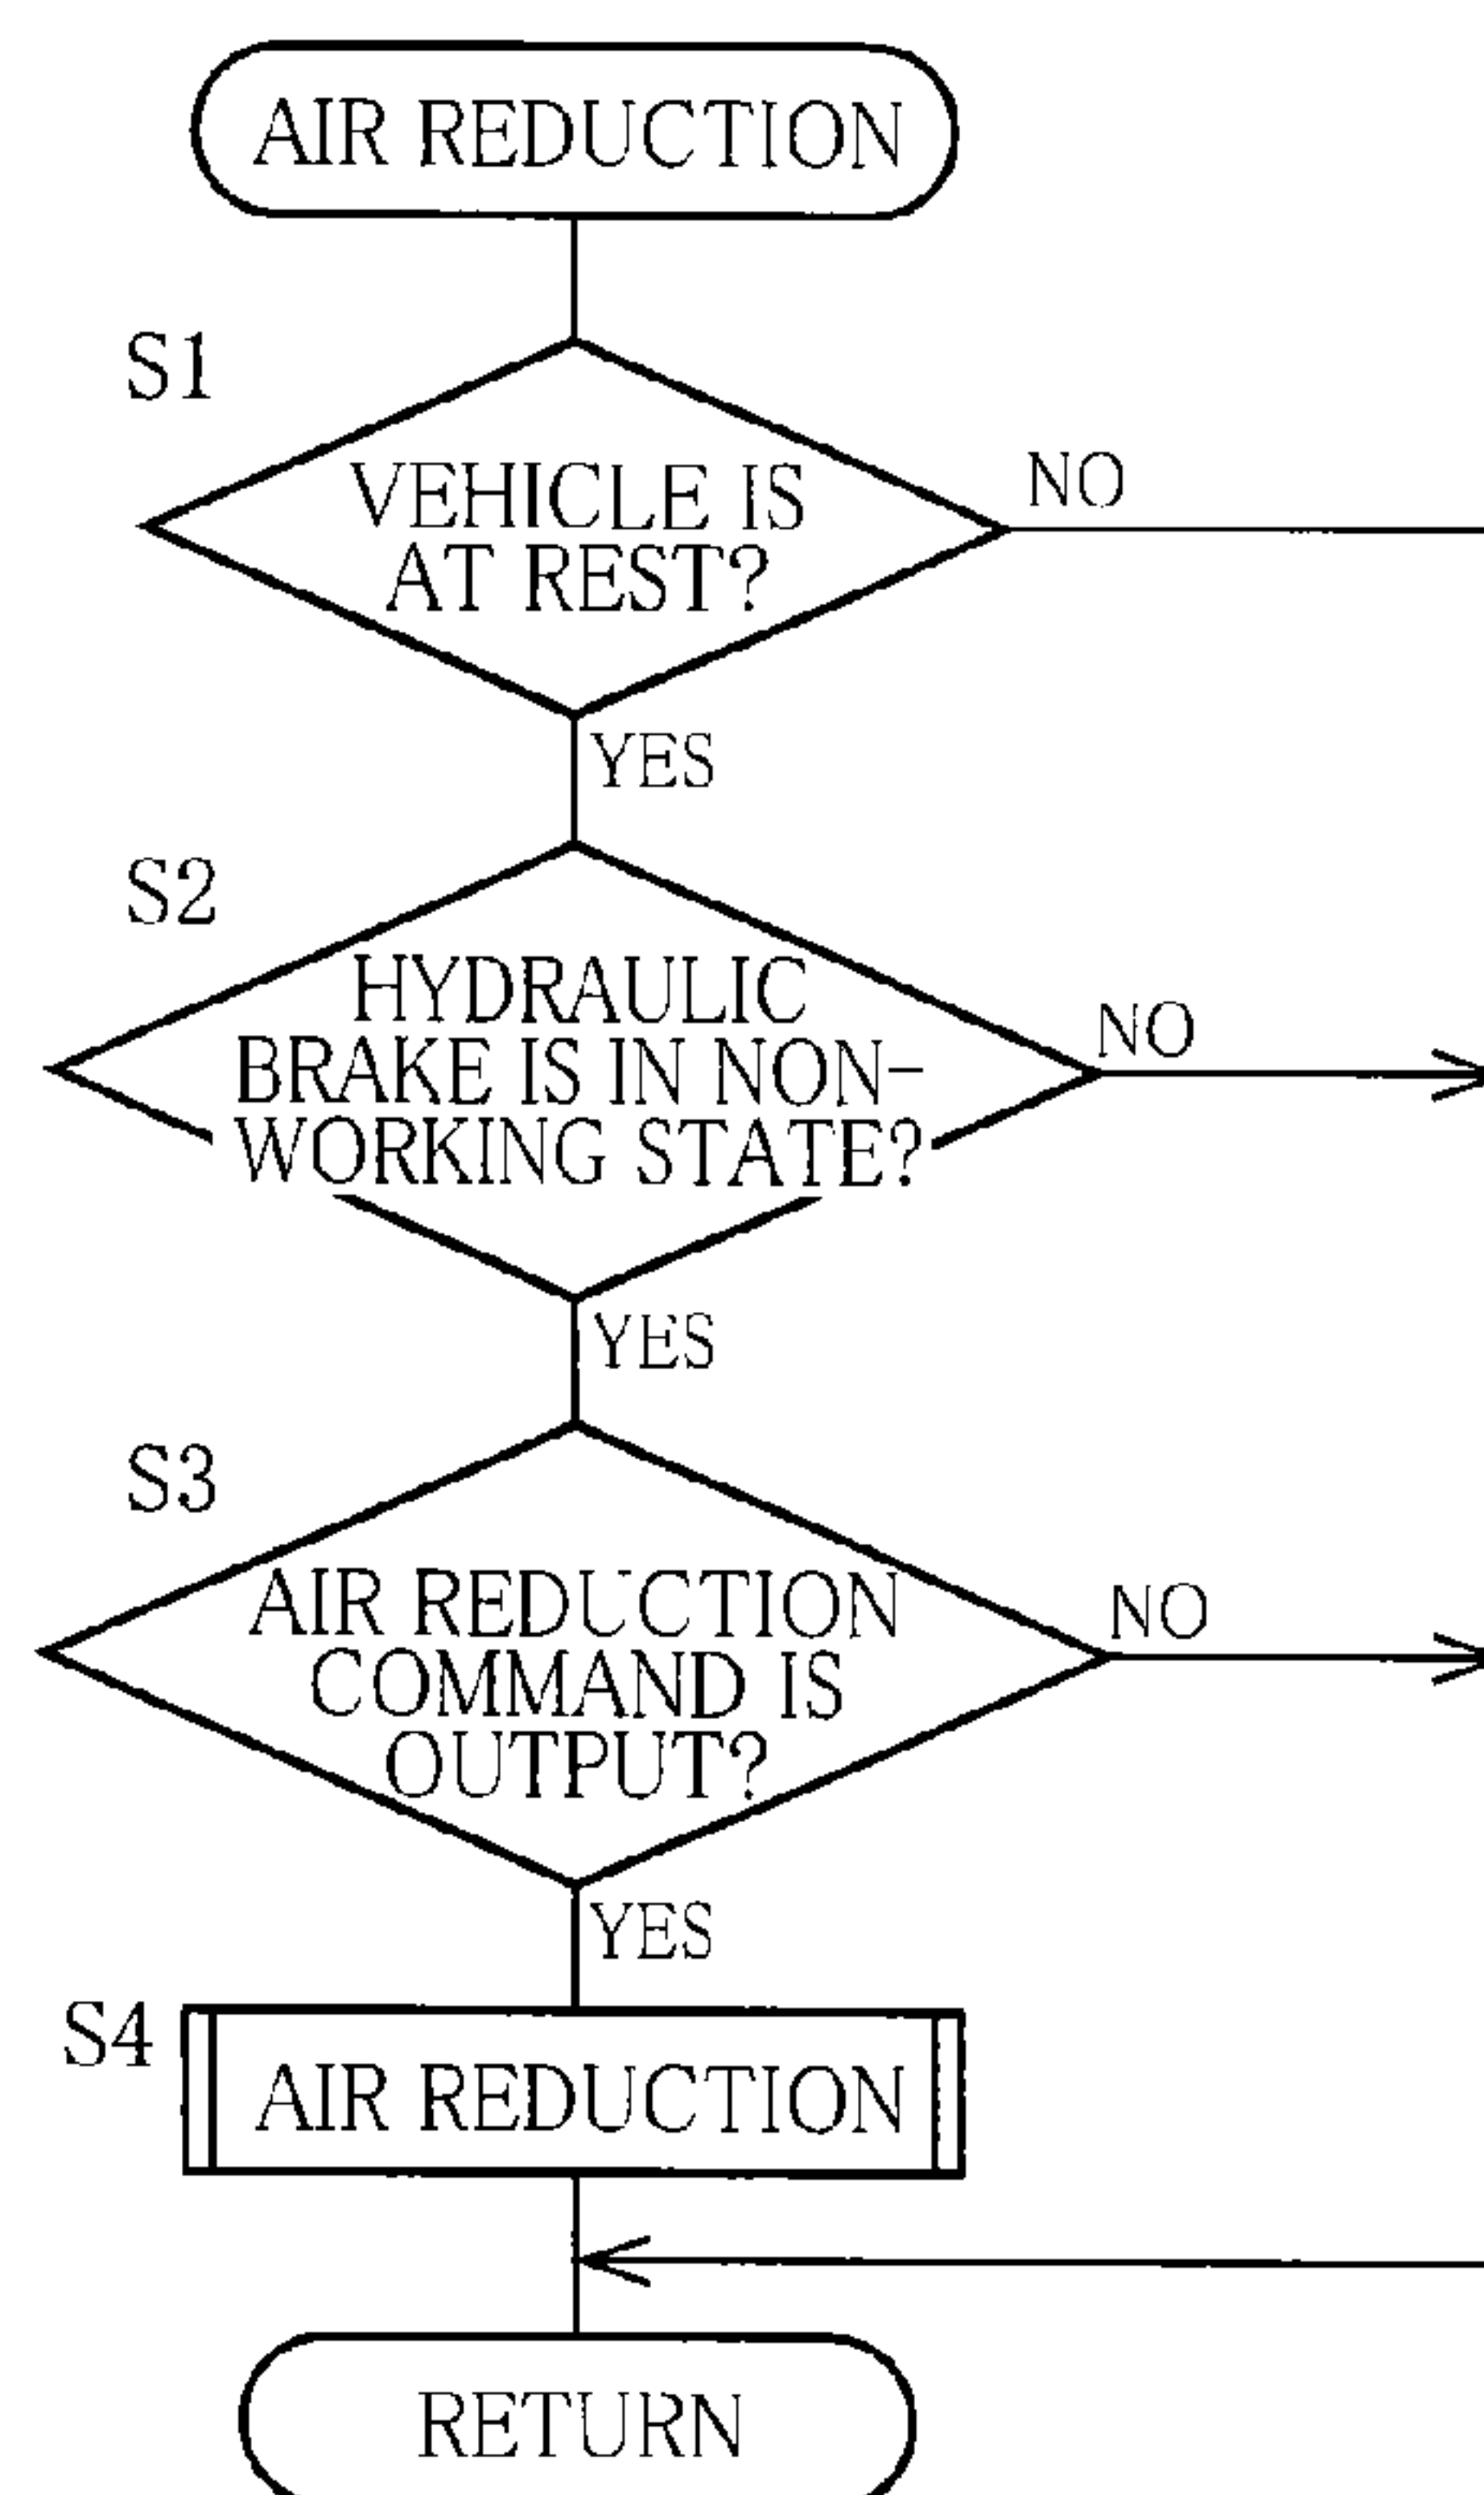 AIR REDUCTION
S1
VEHICLE IS
AT REST?
NO
YES
S2
HYDRAULIC
BRAKE IS IN NON-
WORKING STATE?
NO
YES
S3
AIR REDUCTION
COMMAND IS
OUTPUT?
NO
YES
S4
AIR REDUCTION
RETURN